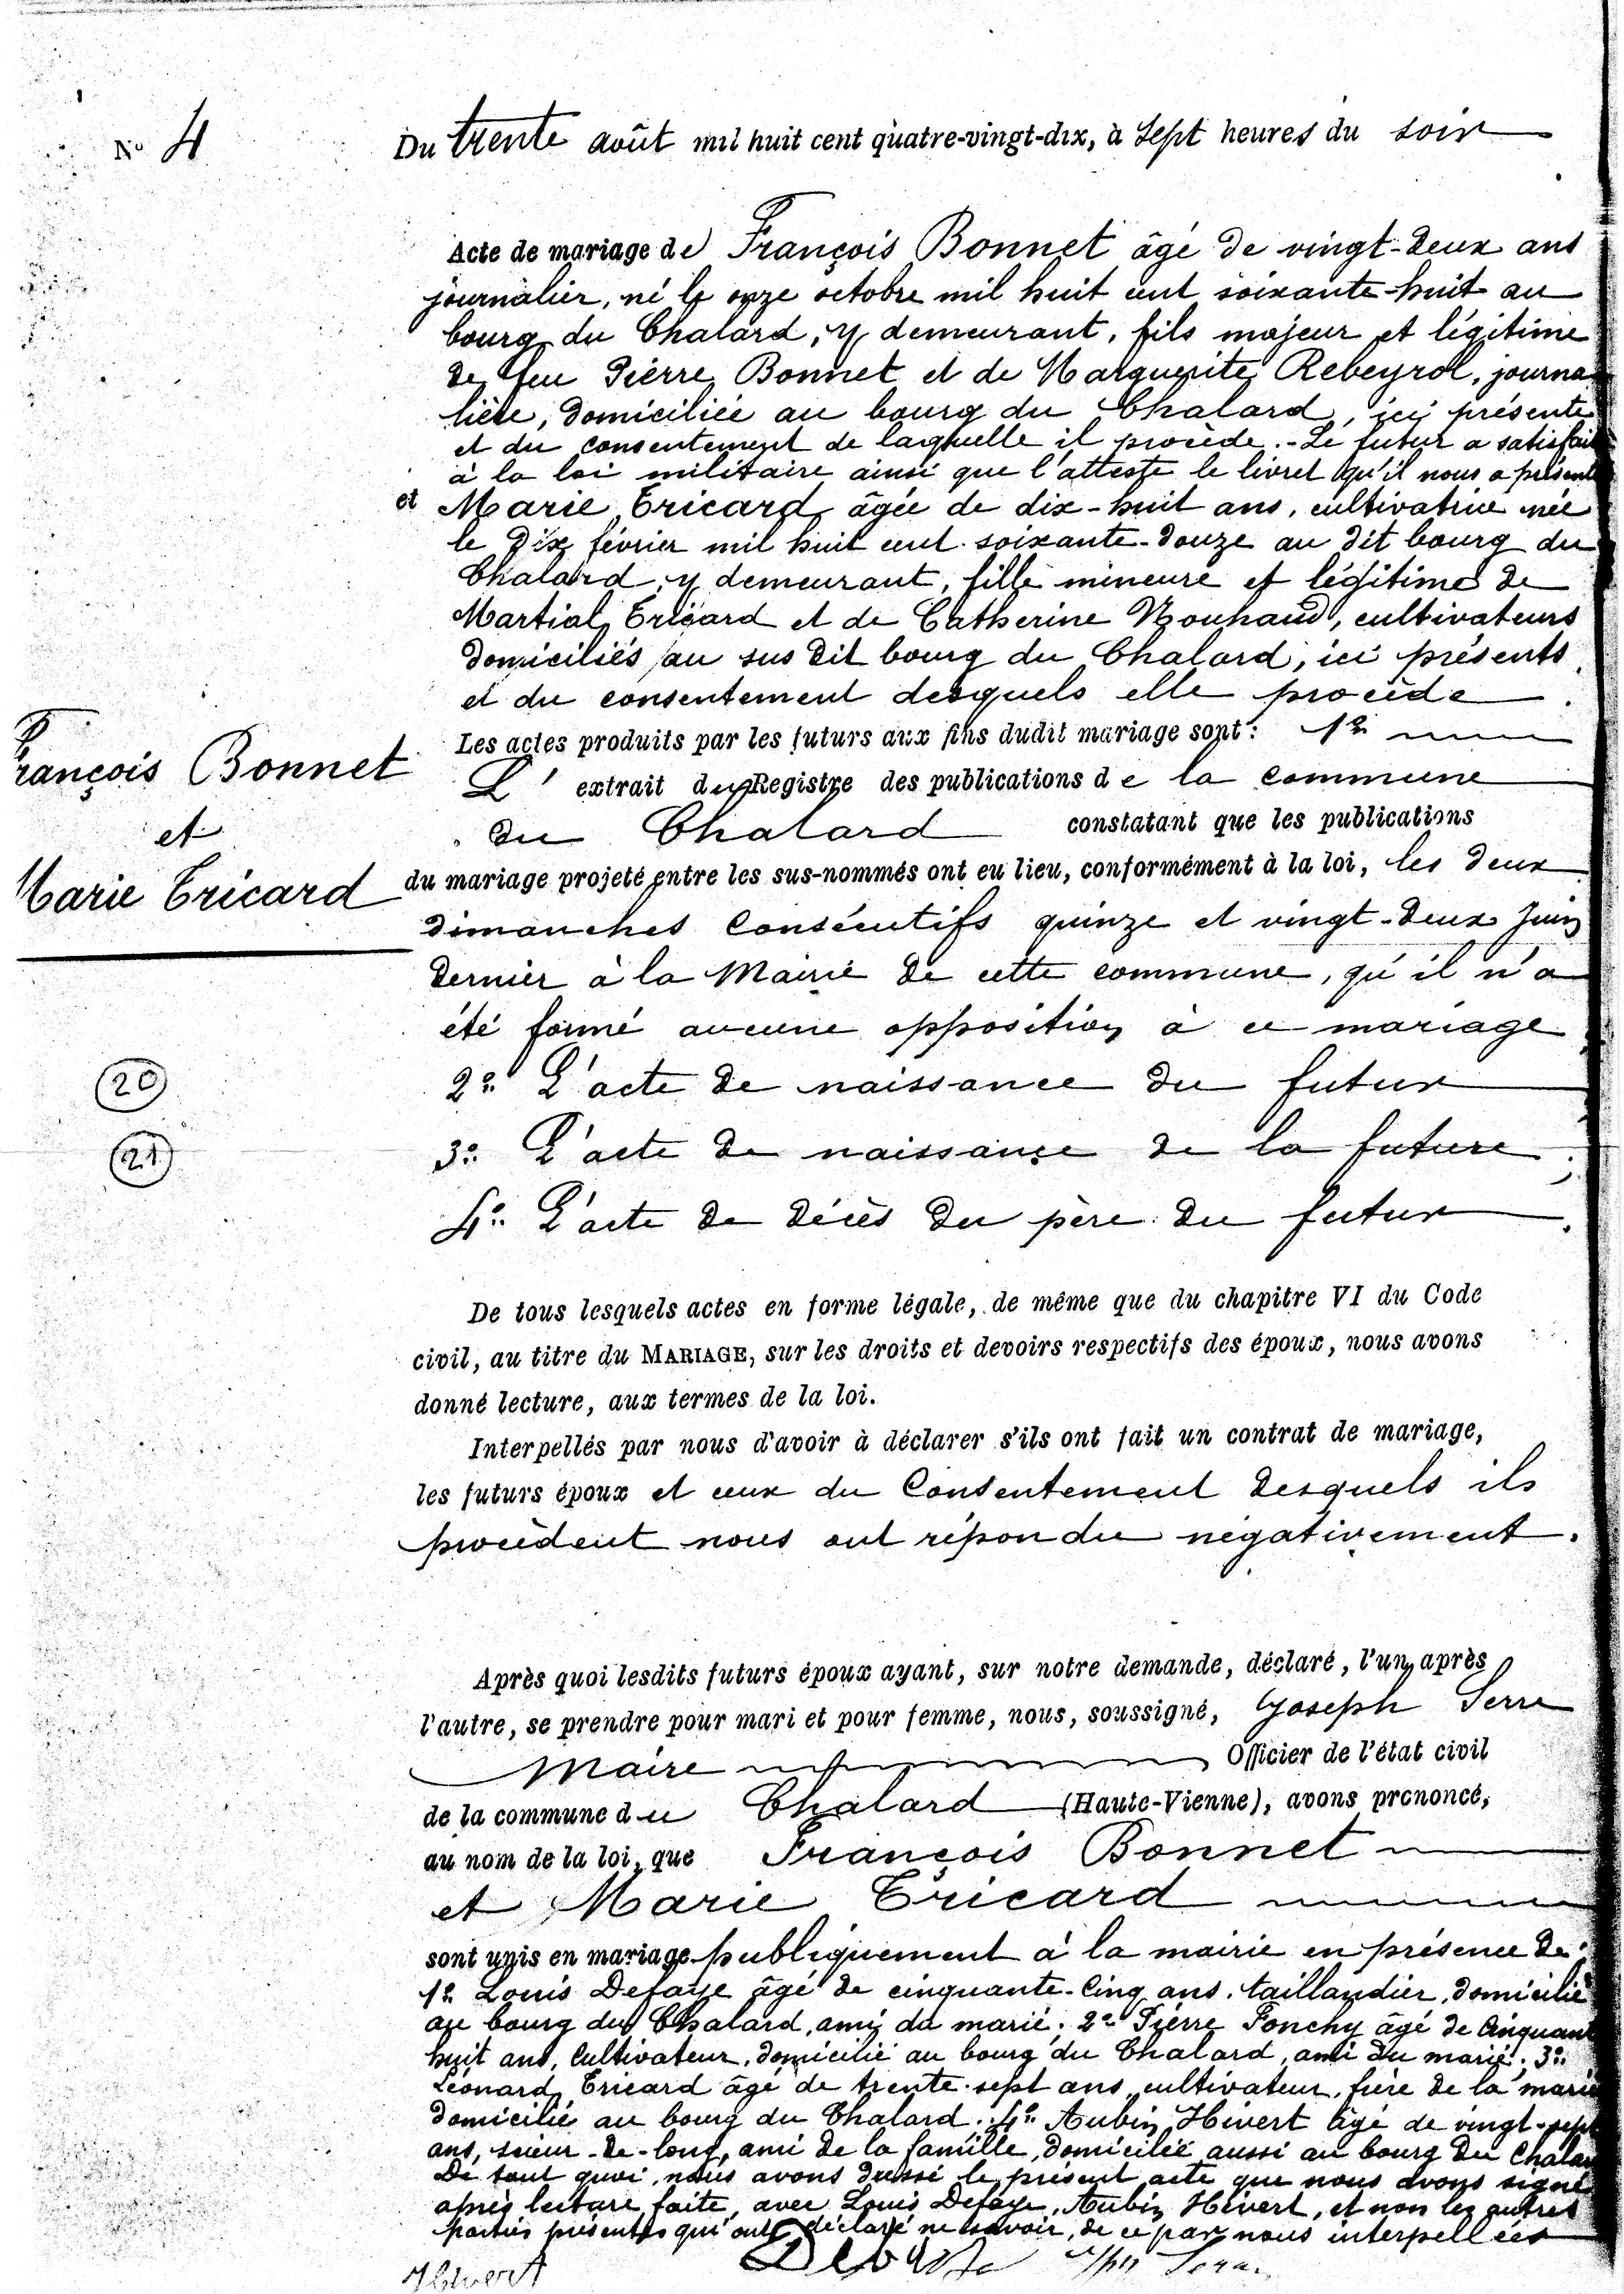 N° 4
Du trente août mil huit cent quatre-vingt-dix, à sept heures du soir
Acte de mariage de François Bonnet âgé de vingt-deux ans
journalier, né le onze octobre mil huit cent soixante-huit au
bourg du Chalard, y demeurant, fils majeur et légitime
de feu Pierre Bonnet et de Marguerite Rebeyrol, journa
lière, domiciliée au bourg du Chalard, ici présente
et du consentement de laquelle il procède. - Le futur a satisfait
à la loi militaire ainsi que l'atteste le livret qu'il nous a présenté
et Marie Tricard âgée de dix-huit ans, cultivatrice née
le dix février mil huit cent soixante-douze au dit bourg du
Chalard, y demeurant, fille mineure et légitime de
Martial Tricard et de Catherine Nouhaud, cultivateurs
domiciliés au sus dit bourg du Chalard, ici présents
et du consentement desquels elle procède.
Les actes produits par les futurs aux fins dudit mariage sont : 1°
L'extrait du Registre des publications de la commune
du Chalard constatant que les publications
du mariage projeté entre les sus-nommés ont eu lieu, conformément à la loi, les deux
dimanches consécutifs quinze et vingt-deux Juin
dernier à la Mairie de cette commune, qu'il n'a
été formé aucune opposition à ce mariage
2° L'acte de naissance du futur
3° L'acte de naissance de la future ;
4° L'acte de décès du père du futur.
François Bonnet
et
Marie Tricard
20
21
De tous lesquels actes en forme légale, de même que du chapitre VI du Code
civil, au titre du MARIAGE, sur les droits et devoirs respectifs des époux, nous avons
donné lecture, aux termes de la loi.
Interpellés par nous d'avoir à déclarer s'ils ont fait un contrat de mariage,
les futurs époux et ceux du consentement desquels ils
procèdent nous ont répondu négativement.
Après quoi lesdits futurs époux ayant, sur notre demande, déclaré, l'un après
l'autre, se prendre pour mari et pour femme, nous, soussigné, Joseph Serre
Maire Officier de l'état civil
de la commune du Chalard (Haute-Vienne), avons prononcé,
au nom de la loi, que François Bonnet
et Marie Tricard
sont unis en mariage publiquement à la mairie en présence de :
1° Louis Defaye âgé de cinquante-cinq ans, taillandier, domicilié
au bourg du Chalard, ami du marié ; 2° Pierre Fonchy âgé de cinquante
huit ans, cultivateur, domicilié au bourg du Chalard, ami du marié ; 3°
Léonard Tricard âgé de trente-sept ans, cultivateur, frère de la mariée
domicilié au bourg du Chalard ; 4° Aubin Hivert âgé de vingt-sept
ans, scieur-de-long, ami de la famille, domicilié aussi au bourg du Chalard
De tout quoi, nous avons dressé le présent acte que nous avons signé
après lecture faite, avec Louis Defaye, Aubin Hivert, et non les autres
parties présentes qui ont déclaré ne savoir, de ce par nous interpellées
Hivert